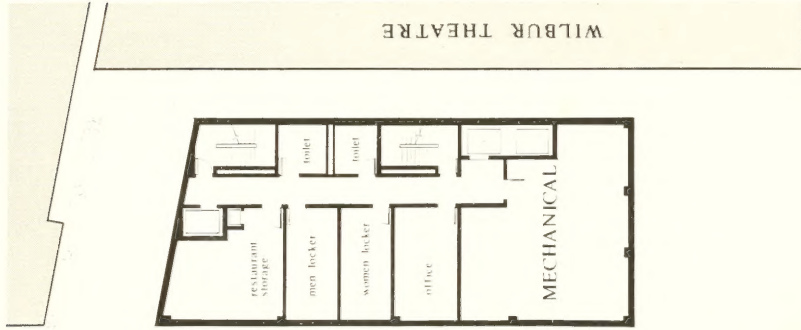 WILBUR THEATRE
toilet
toilet
restaurant
storage
men locker
women locker
office
MECHANICAL